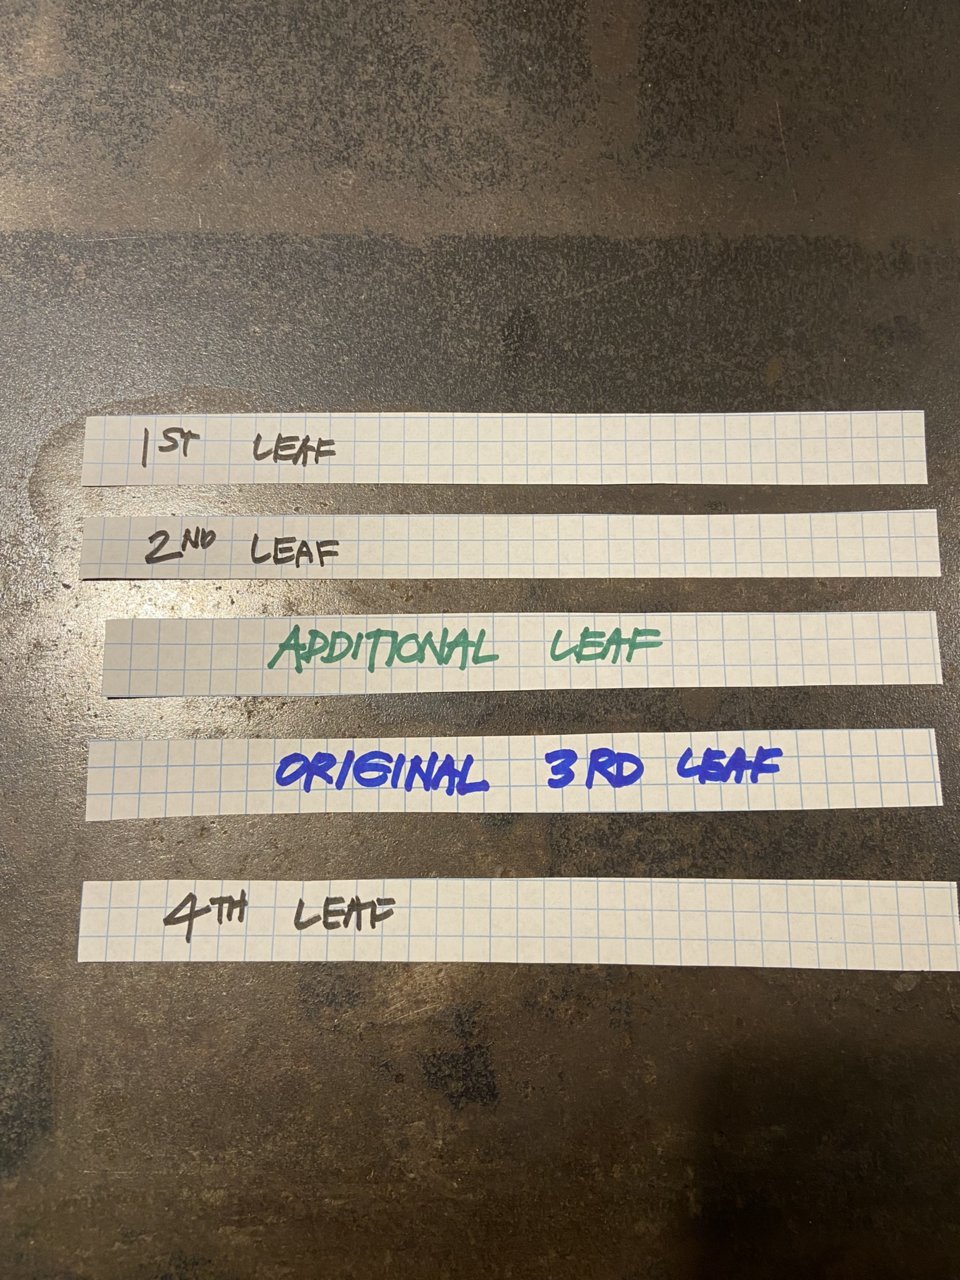 1ST LEAF
2ND LEAF
ADDITIONAL LEAF
ORIGINAL 3RD LEAF
4TH LEAF